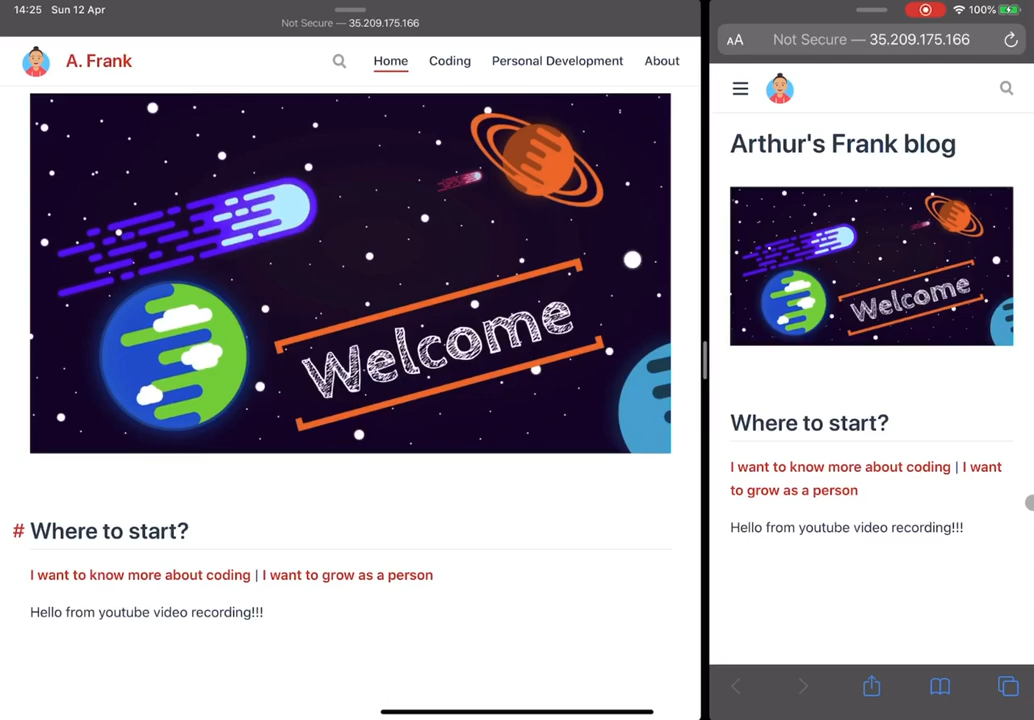 14:25 Sun 12 Apr
Not Secure — 35.209.175.166
A. Frank
Home Coding Personal Development About
Welcome
# Where to start?
I want to know more about coding | I want to grow as a person
Hello from youtube video recording!!!
100%
AA Not Secure — 35.209.175.166
Arthur's Frank blog
Welcome
Where to start?
I want to know more about coding | I want
to grow as a person
Hello from youtube video recording!!!